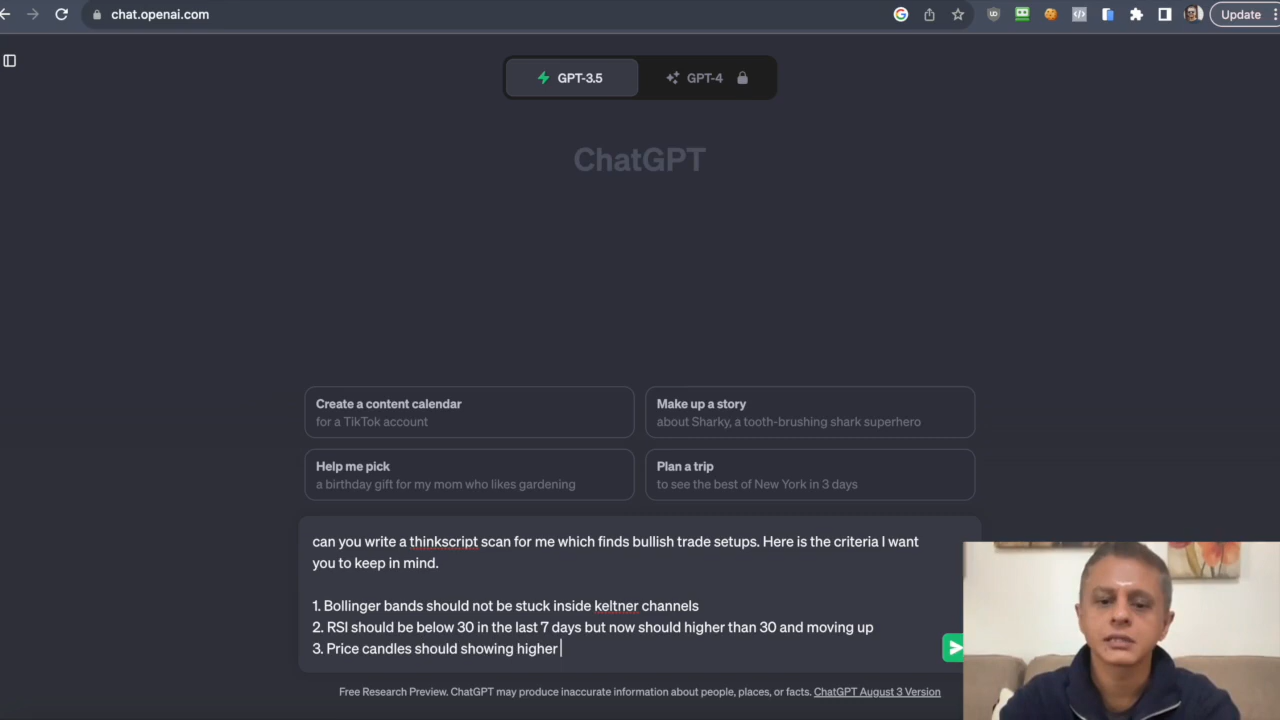 chat.openai.com
Update
GPT-3.5
GPT-4
ChatGPT
Create a content calendar
for a TikTok account
Make up a story
about Sharky, a tooth-brushing shark superhero
Help me pick
a birthday gift for my mom who likes gardening
Plan a trip
to see the best of New York in 3 days
can you write a thinkscript scan for me which finds bullish trade setups. Here is the criteria I want
you to keep in mind.
1. Bollinger bands should not be stuck inside keltner channels
2. RSI should be below 30 in the last 7 days but now should higher than 30 and moving up
3. Price candles should showing higher
Free Research Preview. ChatGPT may produce inaccurate information about people, places, or facts. ChatGPT August 3 Version